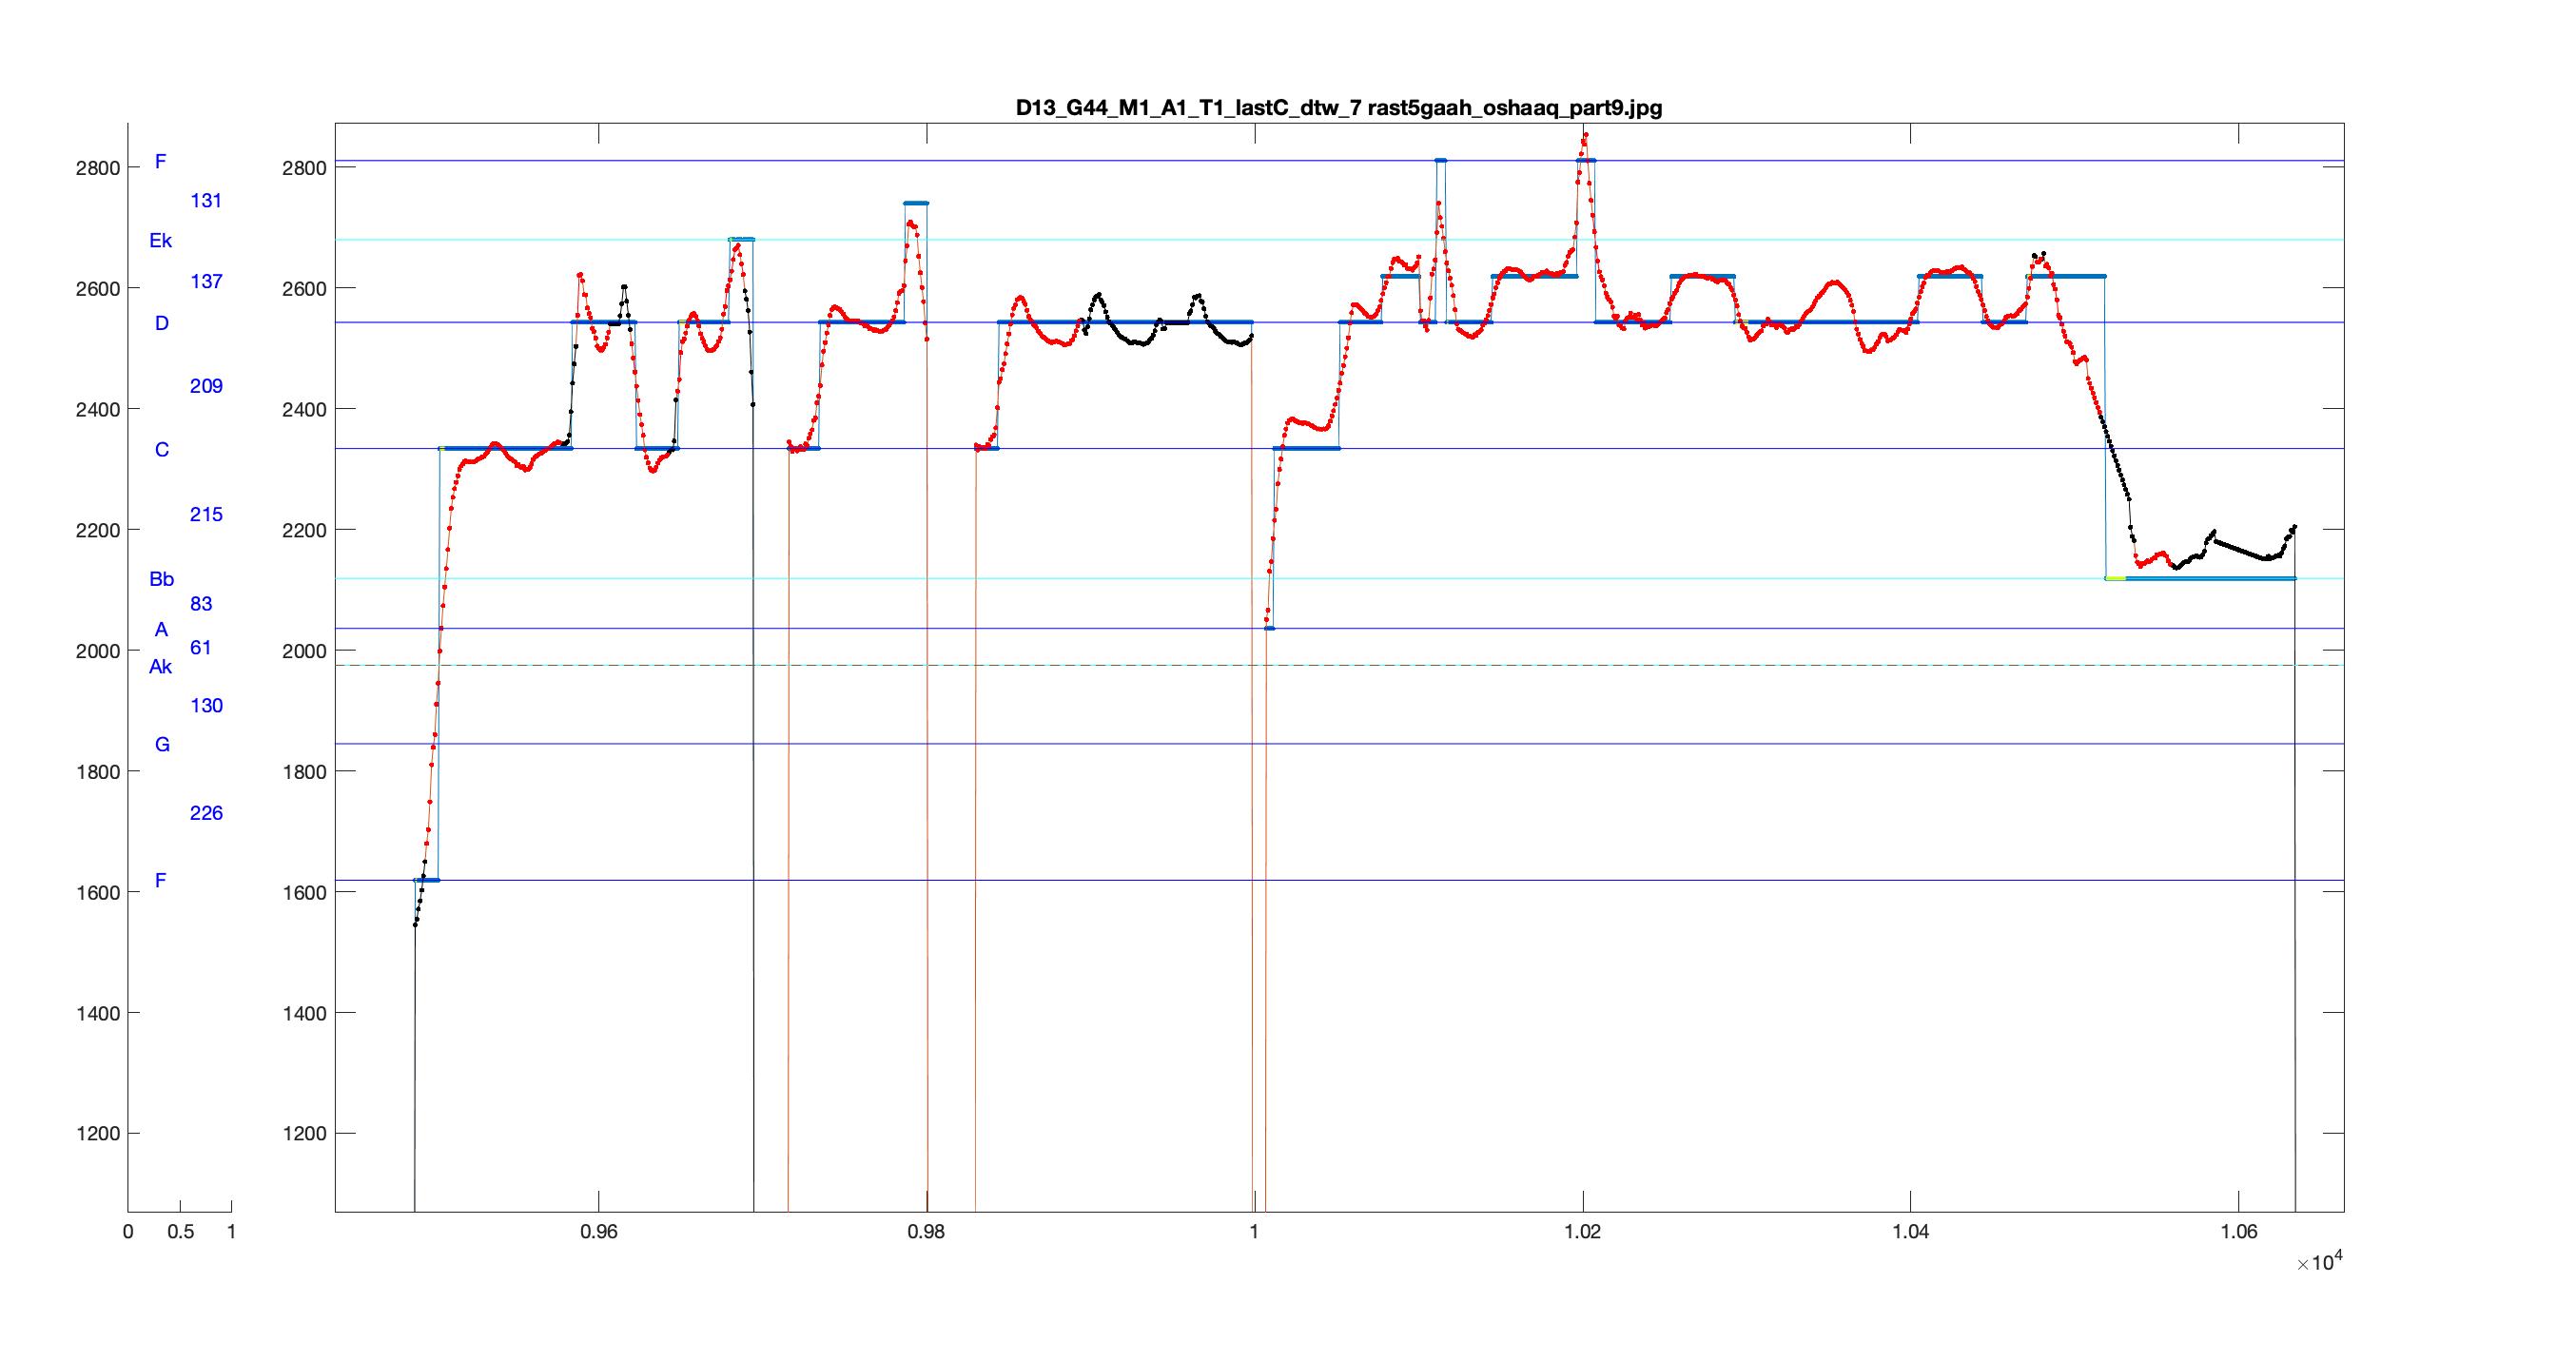 D13_G44_M1_A1_T1_lastC_dtw_7 rast5gaah_oshaaq_part9.jpg
2800 F 2800
131
Ek
137
2600 2600
D
209
2400 2400
C
215
2200 2200
Bb
83
A
61
2000 2000
Ak
130
G
1800 1800
226
F
1600 1600
1400 1400
1200 1200
0 0.5 1 0.96 0.98 1 1.02 1.04 1.06
×10⁴